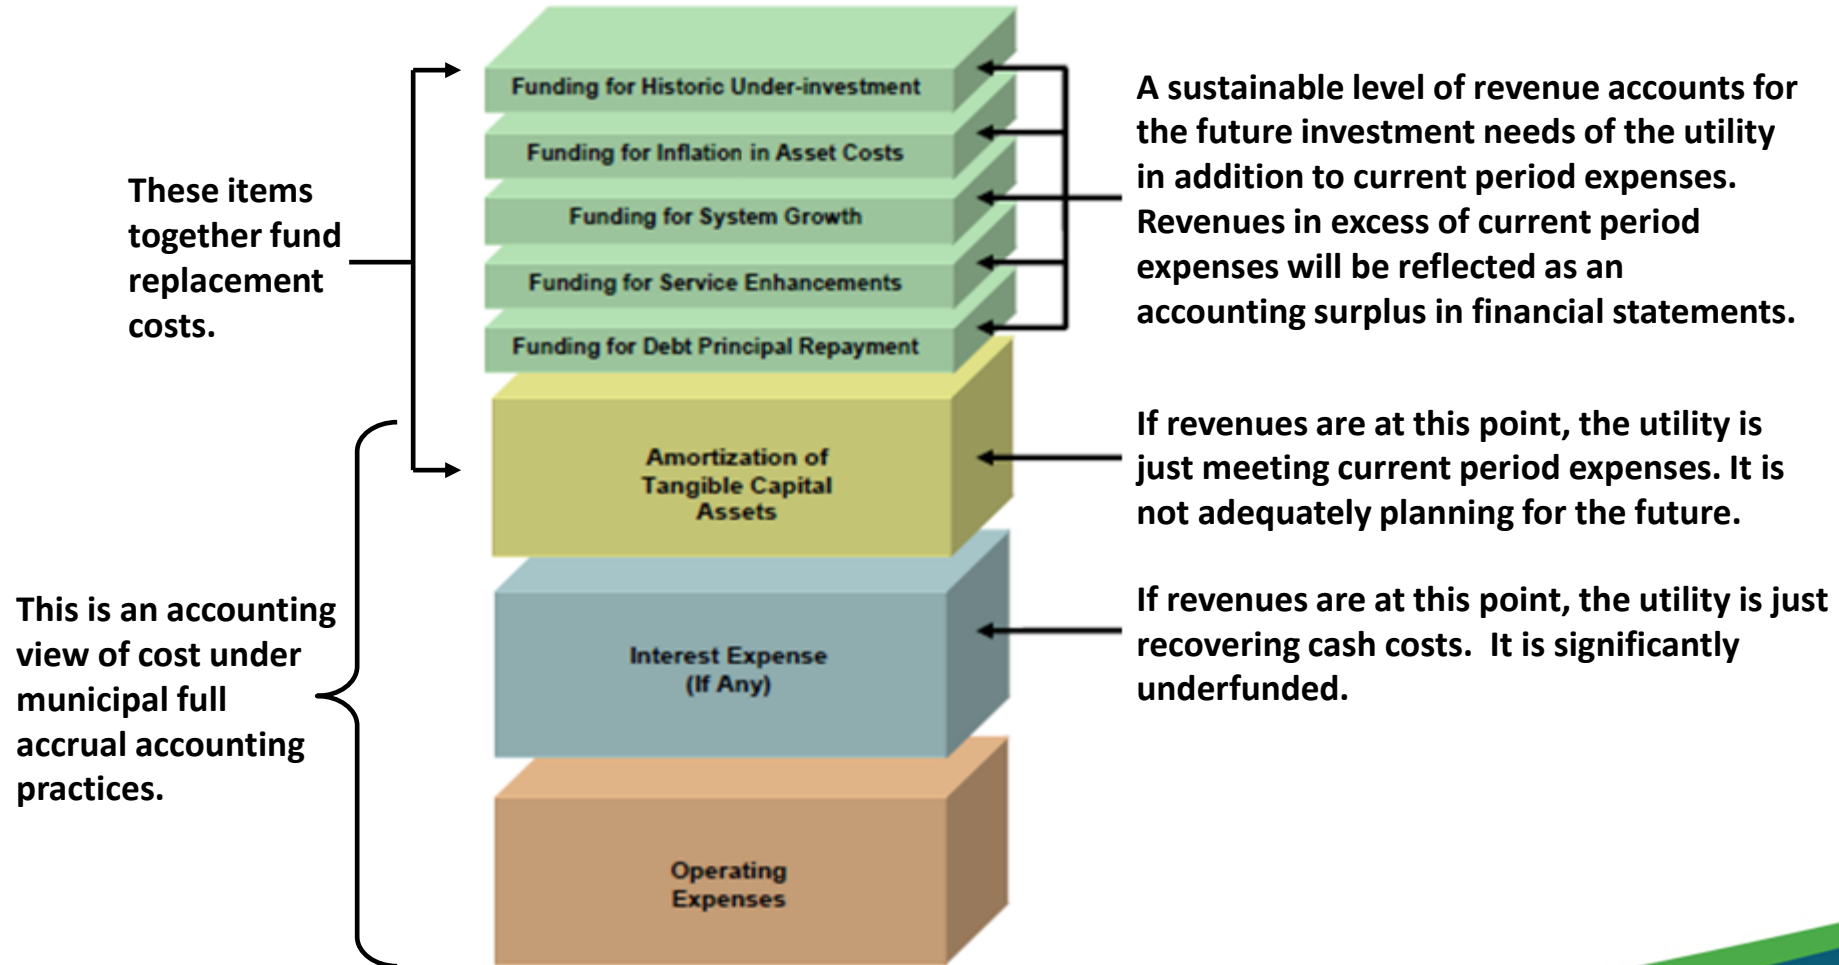 Funding for Historic Under-investment
Funding for Inflation in Asset Costs
Funding for System Growth
Funding for Service Enhancements
Funding for Debt Principal Repayment
Amortization of
Tangible Capital
Assets
Interest Expense
(If Any)
Operating
Expenses
These items
together fund
replacement
costs.
This is an accounting
view of cost under
municipal full
accrual accounting
practices.
A sustainable level of revenue accounts for
the future investment needs of the utility
in addition to current period expenses.
Revenues in excess of current period
expenses will be reflected as an
accounting surplus in financial statements.
If revenues are at this point, the utility is
just meeting current period expenses. It is
not adequately planning for the future.
If revenues are at this point, the utility is just
recovering cash costs.  It is significantly
underfunded.